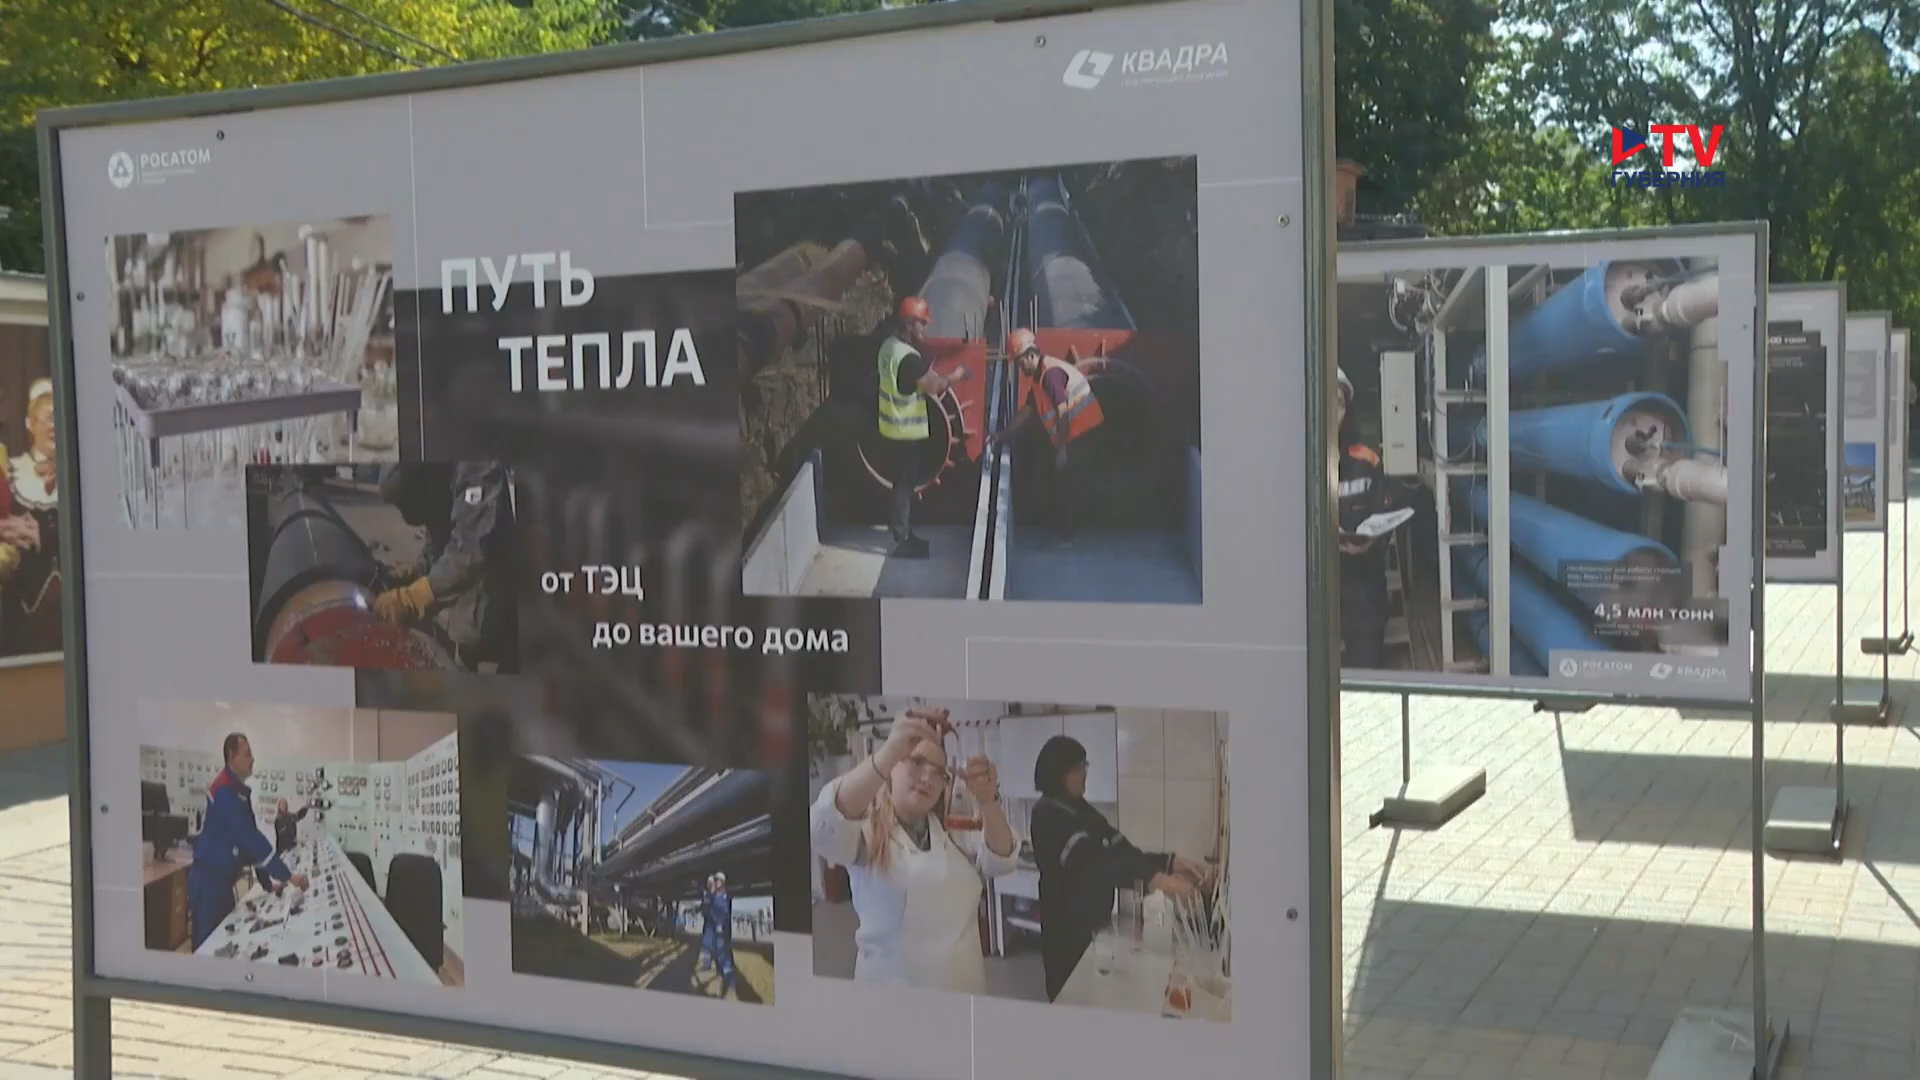 КВАДРА
TV
ГУБЕРНИЯ
РОСАТОМ
ПУТЬ
ТЕПЛА
от ТЭЦ
до вашего дома
4,5 млн тонн
РОСАТОМ
КВАДРА